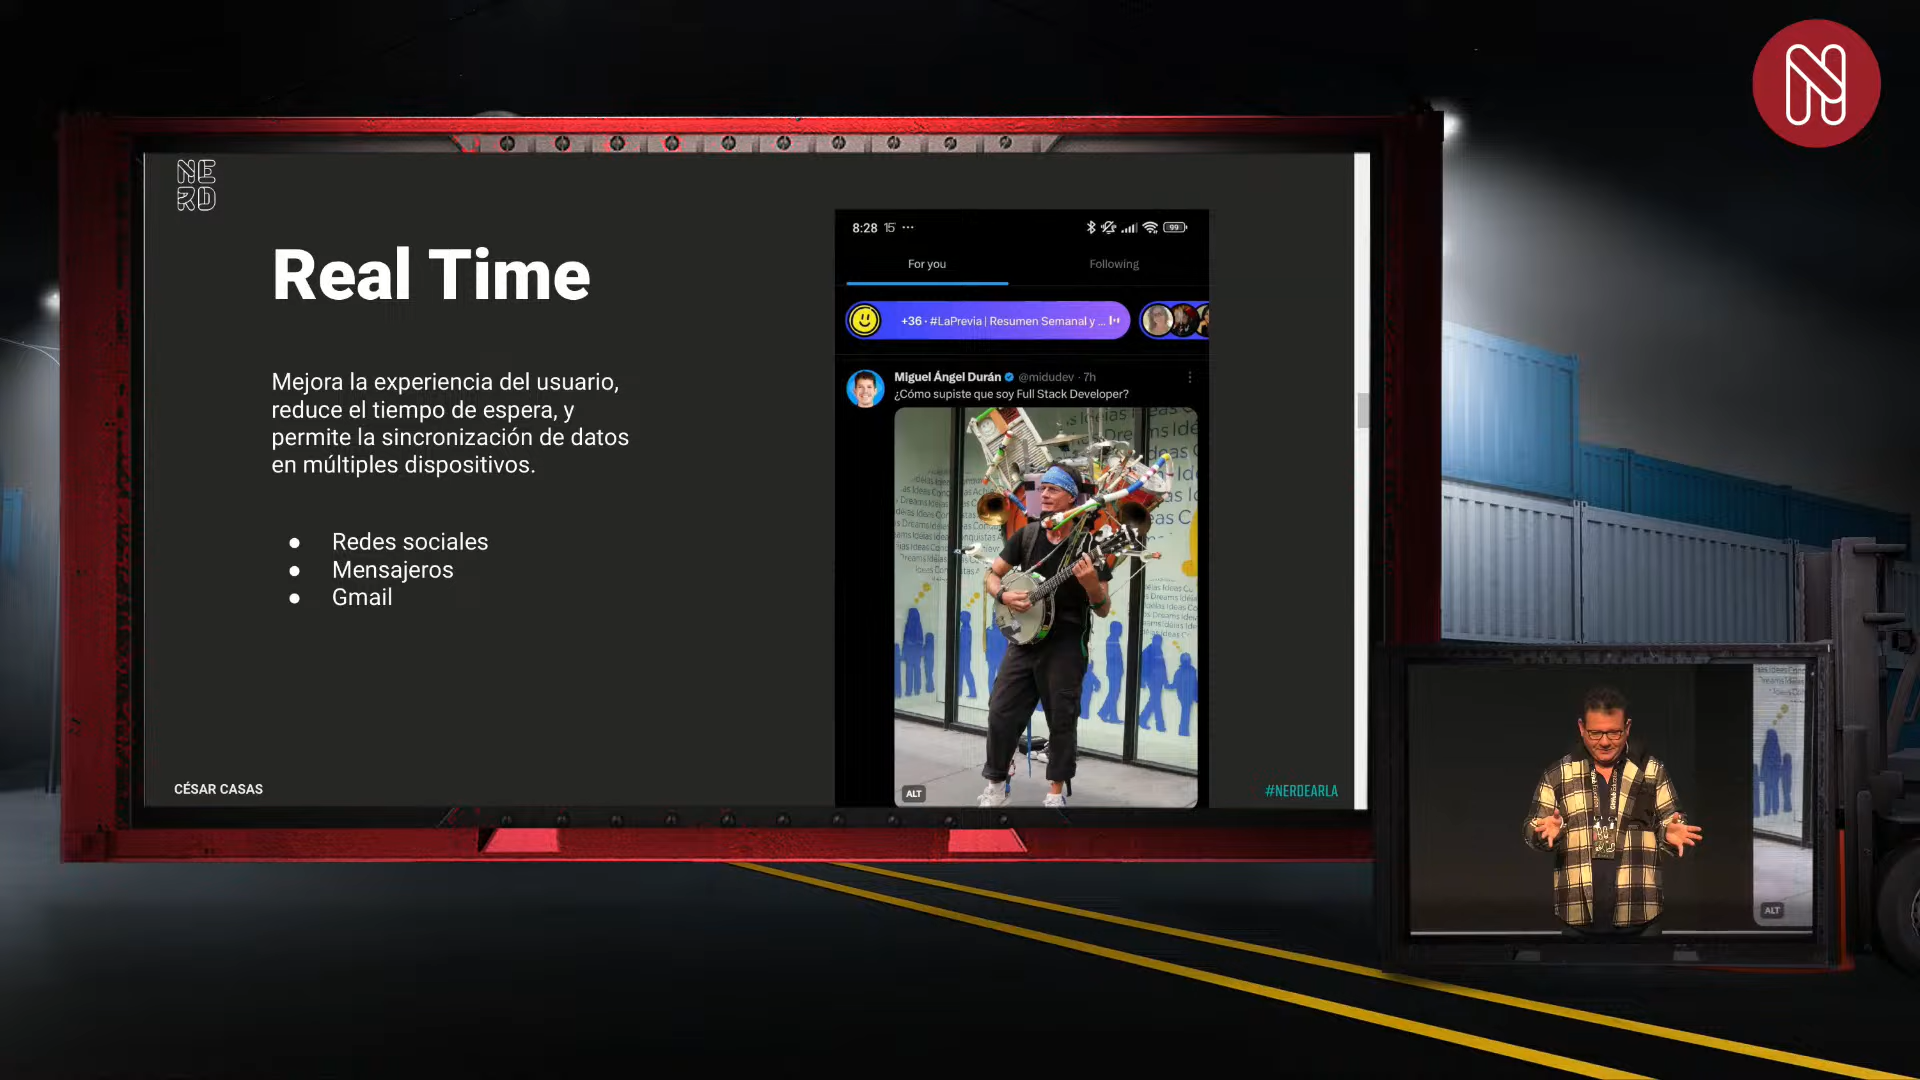 NE
RD
Real Time
Mejora la experiencia del usuario,
reduce el tiempo de espera, y
permite la sincronización de datos
en múltiples dispositivos.
● Redes sociales
● Mensajeros
● Gmail
CÉSAR CASAS
8:28 15 ···
99
For you
Following
+36 · #LaPrevia | Resumen Semanal y ...
Miguel Ángel Durán @midudev · 7h
¿Cómo supiste que soy Full Stack Developer?
ALT
#NERDEARLA
N
ALT